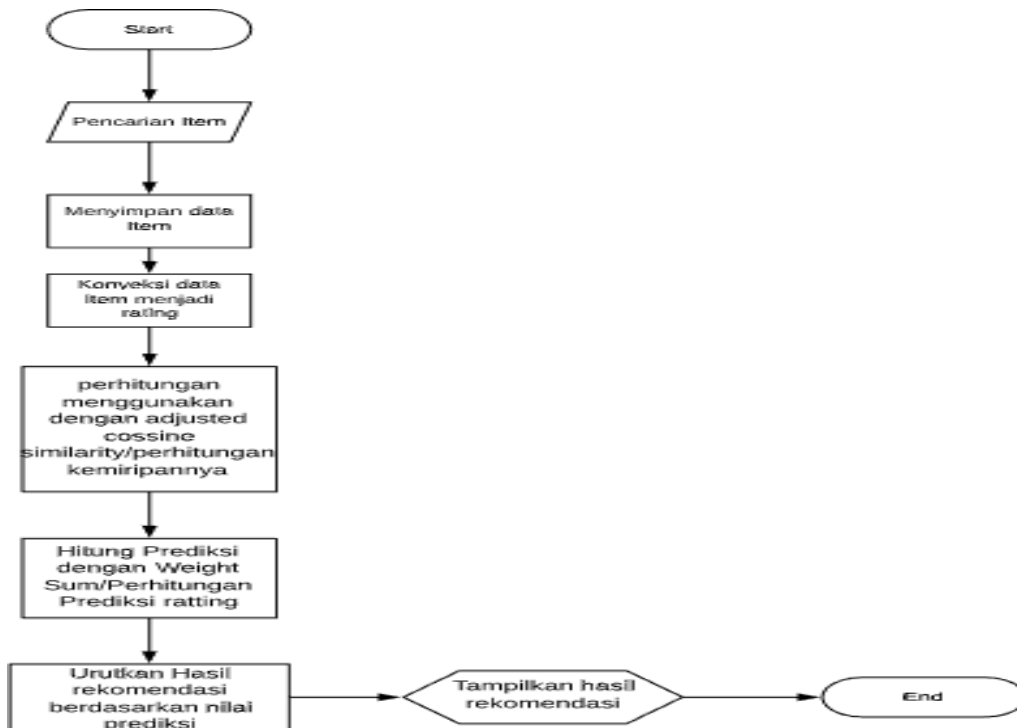 Start
Pencarian Item
Menyimpan data
Item
Konveksi data
Item menjadi
rating
perhitungan
menggunakan
dengan adjusted
cossine
similarity/perhitungan
kemiripannya
Hitung Prediksi
dengan Weight
Sum/Perhitungan
Prediksi ratting
Urutkan Hasil
rekomendasi
berdasarkan nilai
prediksi
Tampilkan hasil
rekomendasi
End